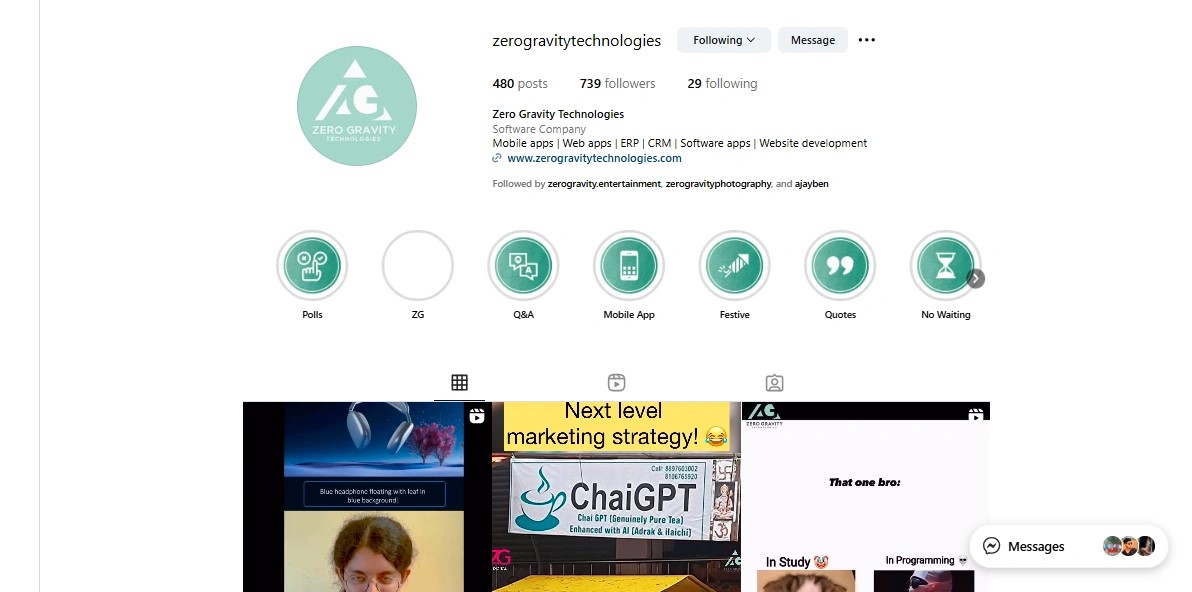 zerogravitytechnologies Following Message
480 posts 739 followers 29 following
Zero Gravity Technologies
Software Company
Mobile apps | Web apps | ERP | CRM | Software apps | Website development
www.zerogravitytechnologies.com
Followed by zerogravity.entertainment, zerogravityphotography, and ajayben
ZERO GRAVITY
TECHNOLOGIES
Polls ZG Q&A Mobile App Festive Quotes No Waiting
Blue headphone floating with leaf in
blue background
Next level
marketing strategy! 😂
Call: 8897603002
8106765920
ChaiGPT
Chai GPT (Genuinely Pure Tea)
Enhanced with AI (Adrak & ilaichi)
ZG
ZERO GRAVITY
That one bro:
In Study 🤡 In Programming 💀
Messages